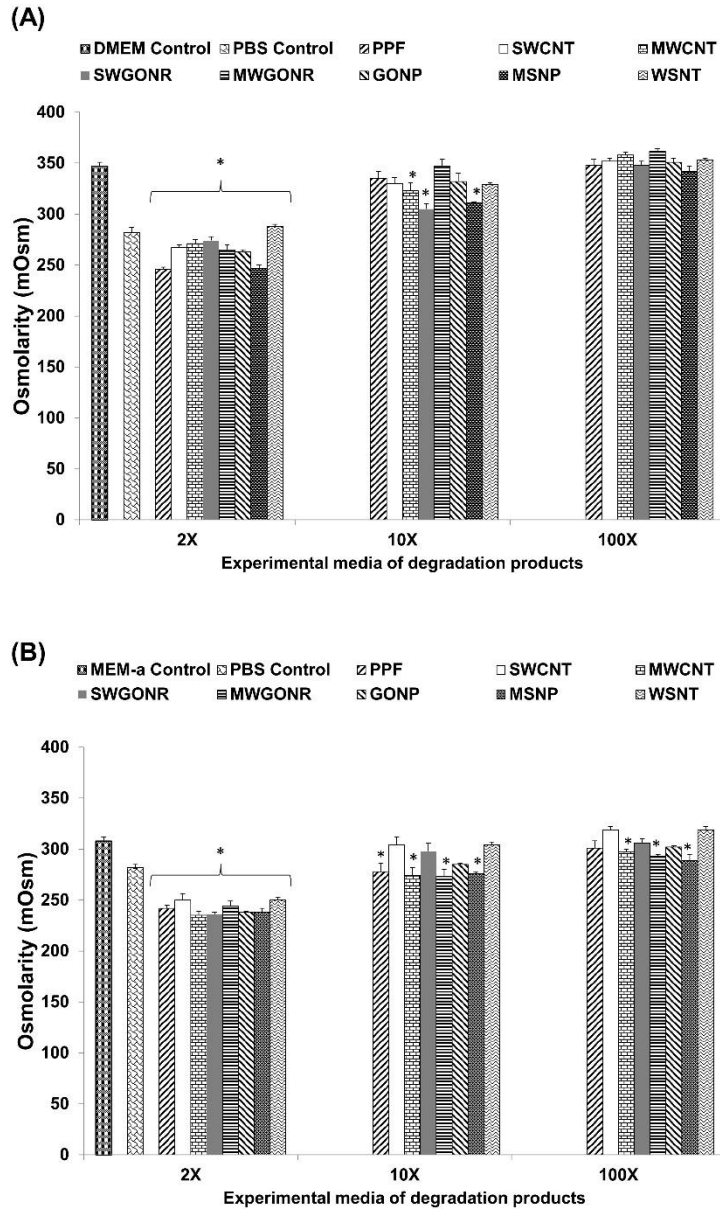 (A)
DMEM Control PBS Control PPF SWCNT MWCNT
SWGONR MWGONR GONP MSNP WSNT
400
350
300
250
200
150
100
50
0
Osmolarity (mOsm)
*
* * *
2X 10X 100X
Experimental media of degradation products
(B)
MEM-a Control PBS Control PPF SWCNT MWCNT
SWGONR MWGONR GONP MSNP WSNT
400
350
300
250
200
150
100
50
0
Osmolarity (mOsm)
*
* * * *
* * *
2X 10X 100X
Experimental media of degradation products